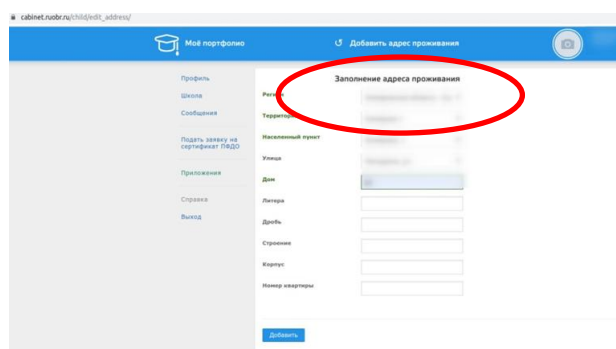 cabinet.ruobr.ru/child/edit_address/
Моё портфолио
Добавить адрес проживания
Профиль
Школа
Сообщения
Подать заявку на
сертификат ПФДО
Приложения
Справка
Выход
Заполнение адреса проживания
Населенный пункт
Улица
Дом
Литера
Дробь
Строение
Корпус
Номер квартиры
Добавить